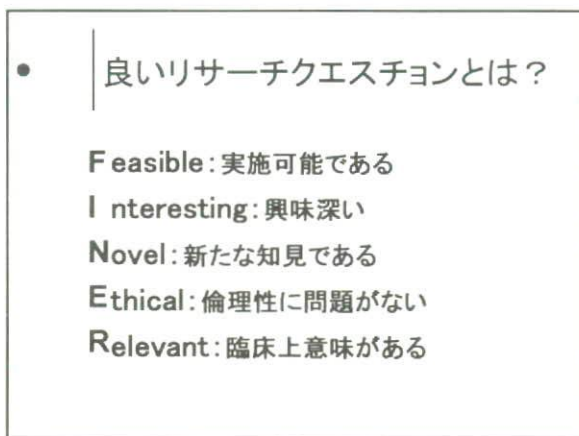 • 良いリサーチクエスチョンとは?
Feasible:実施可能である
Interesting:興味深い
Novel:新たな知見である
Ethical:倫理性に問題がない
Relevant:臨床上意味がある